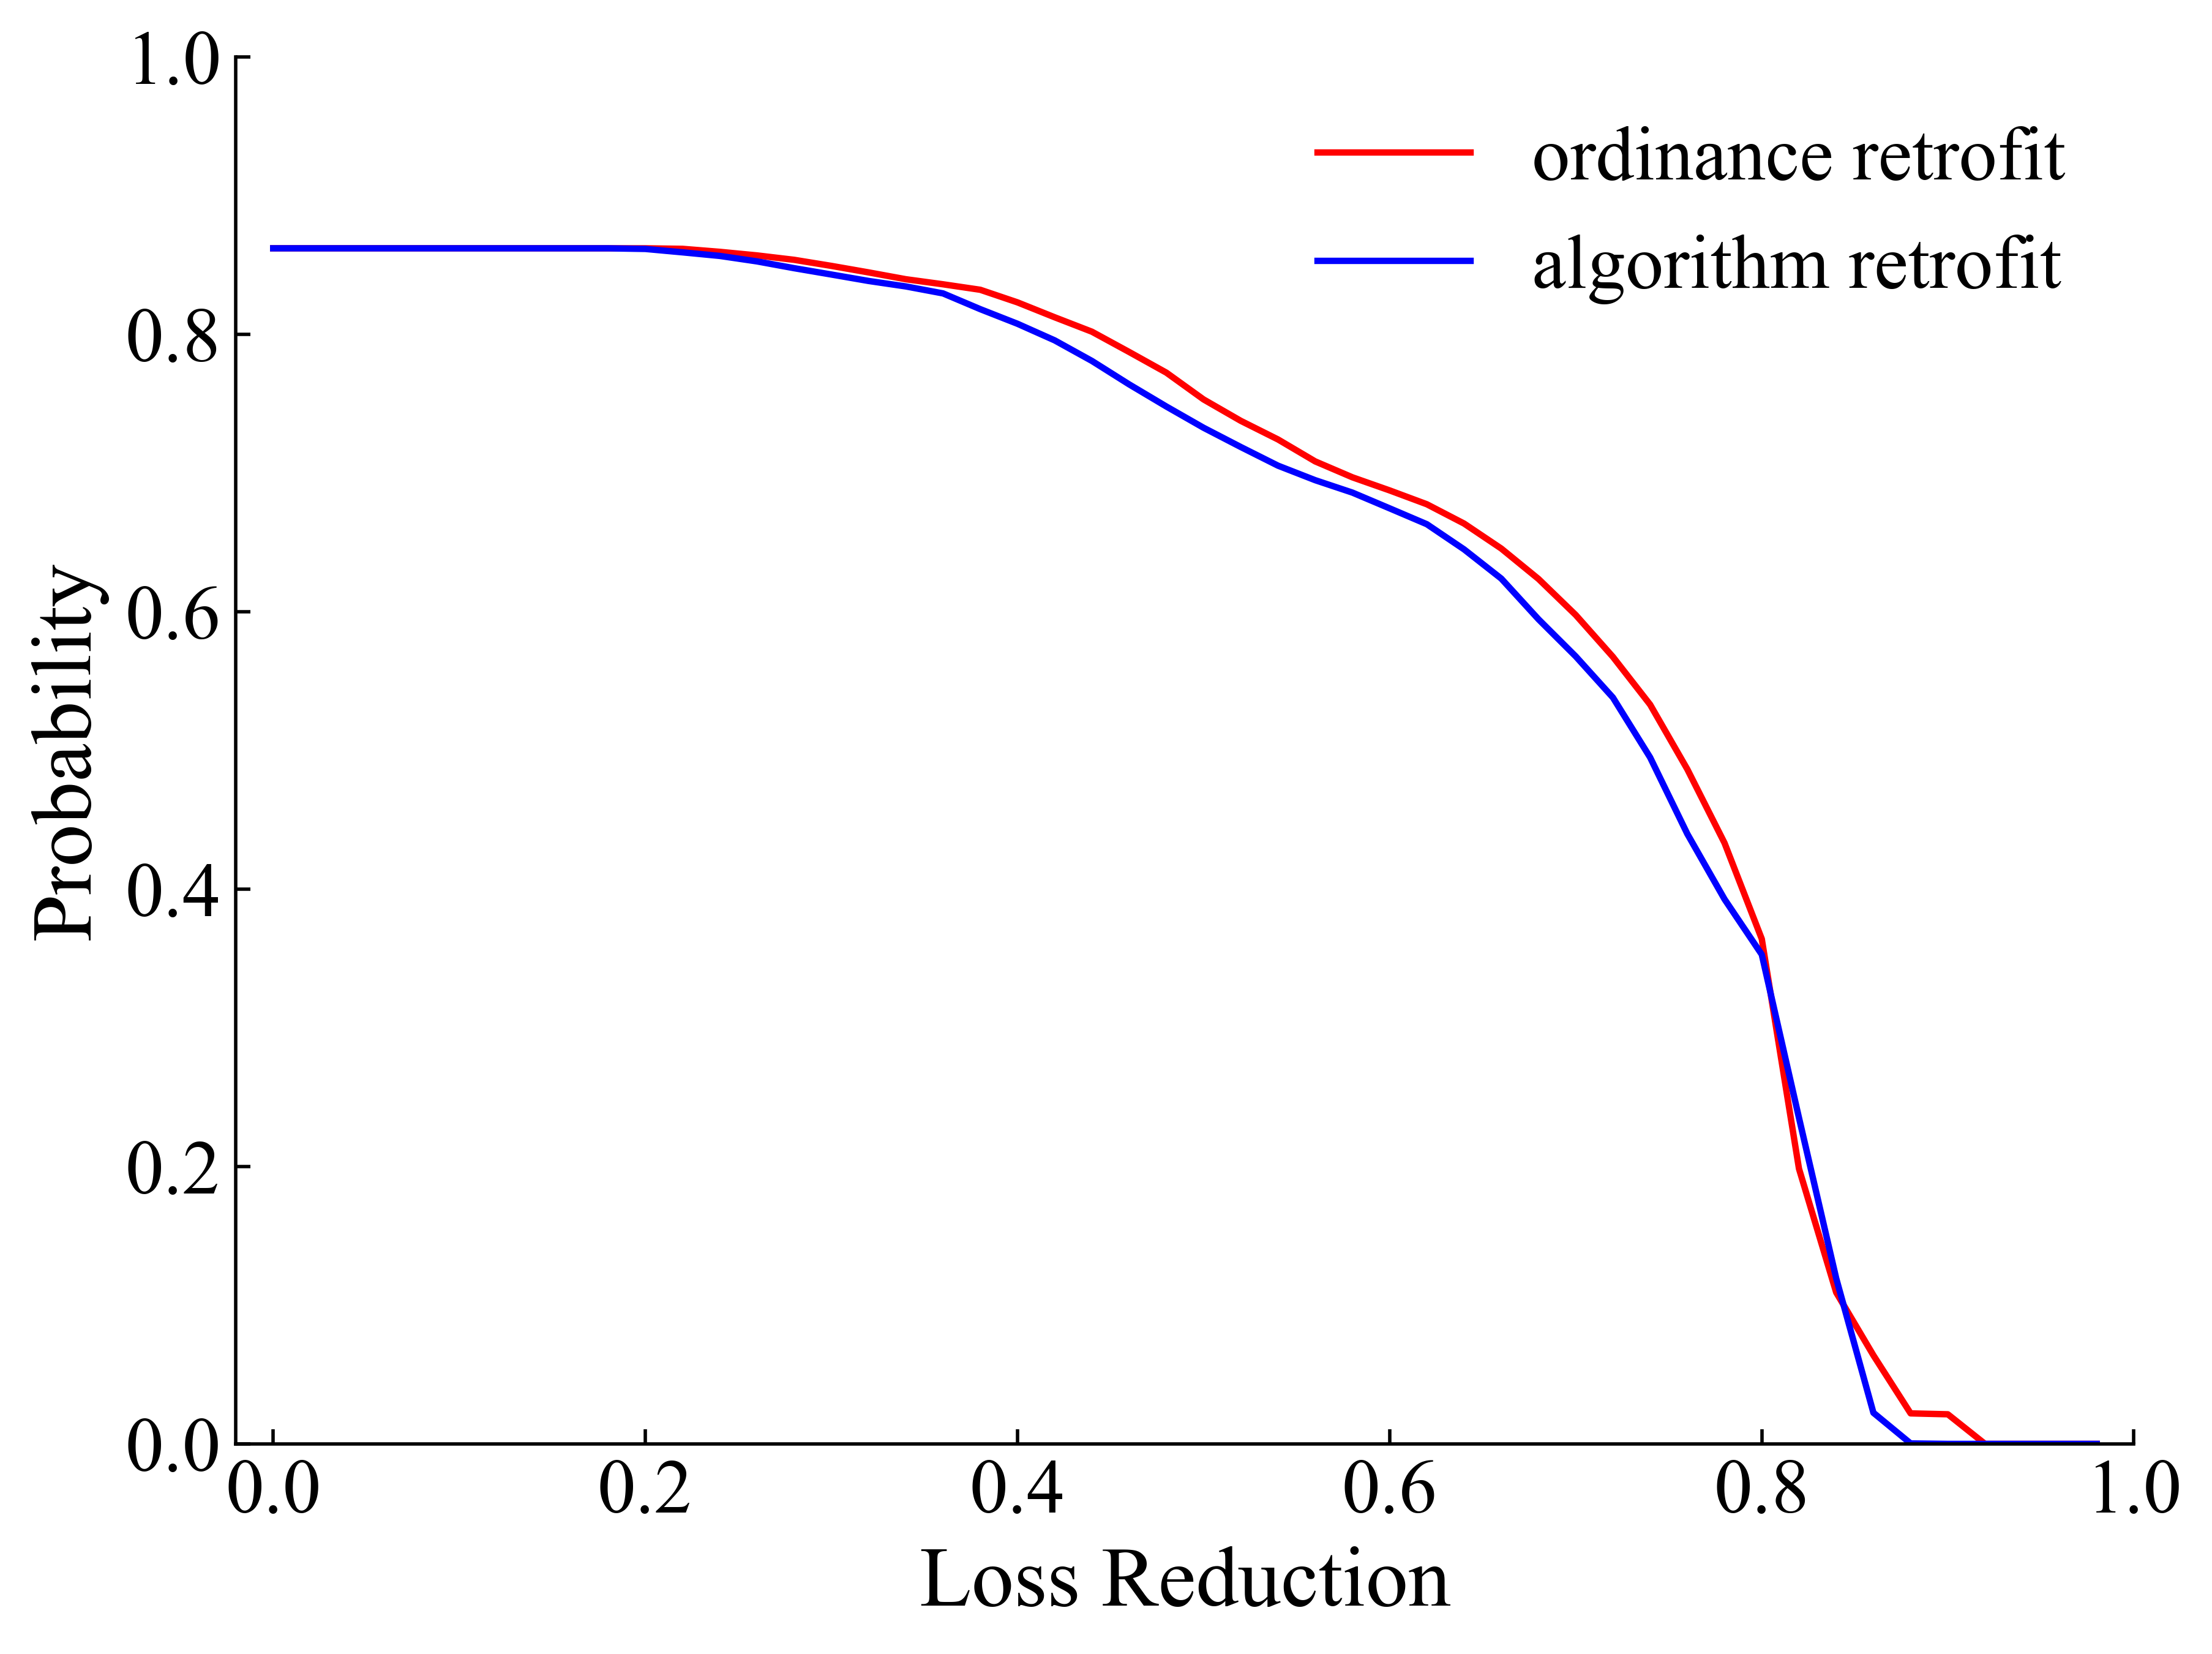 1.0
ordinance retrofit
algorithm retrofit
0.8
0.6
Probability
0.4
0.2
0.0
0.0 0.2 0.4 0.6 0.8 1.0
Loss Reduction